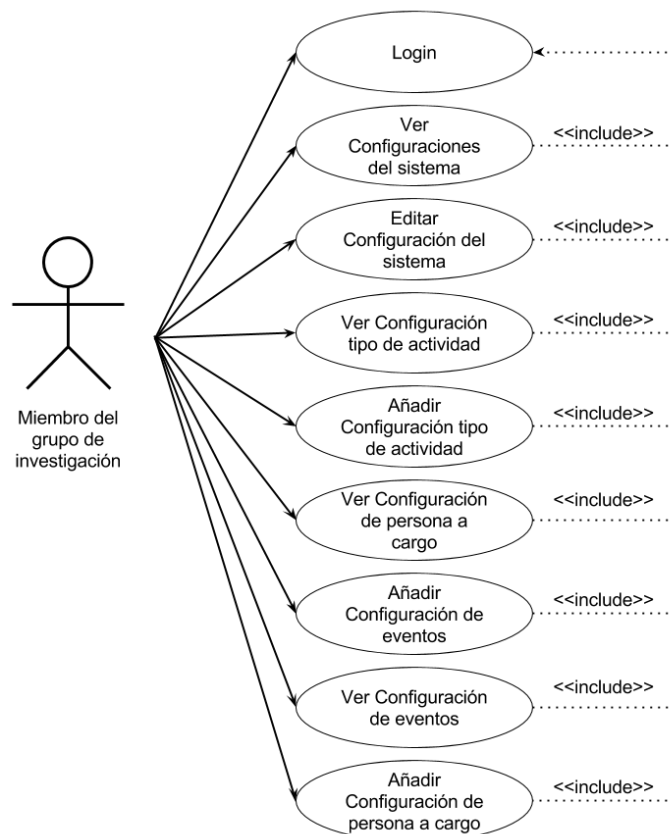 Login
Ver
Configuraciones
del sistema
<<include>>
Editar
Configuración del
sistema
<<include>>
Ver Configuración
tipo de actividad
<<include>>
Añadir
Configuración tipo
de actividad
<<include>>
Miembro del
grupo de
investigación
Ver Configuración
de persona a
cargo
<<include>>
Añadir
Configuración de
eventos
<<include>>
Ver Configuración
de eventos
<<include>>
Añadir
Configuración de
persona a cargo
<<include>>